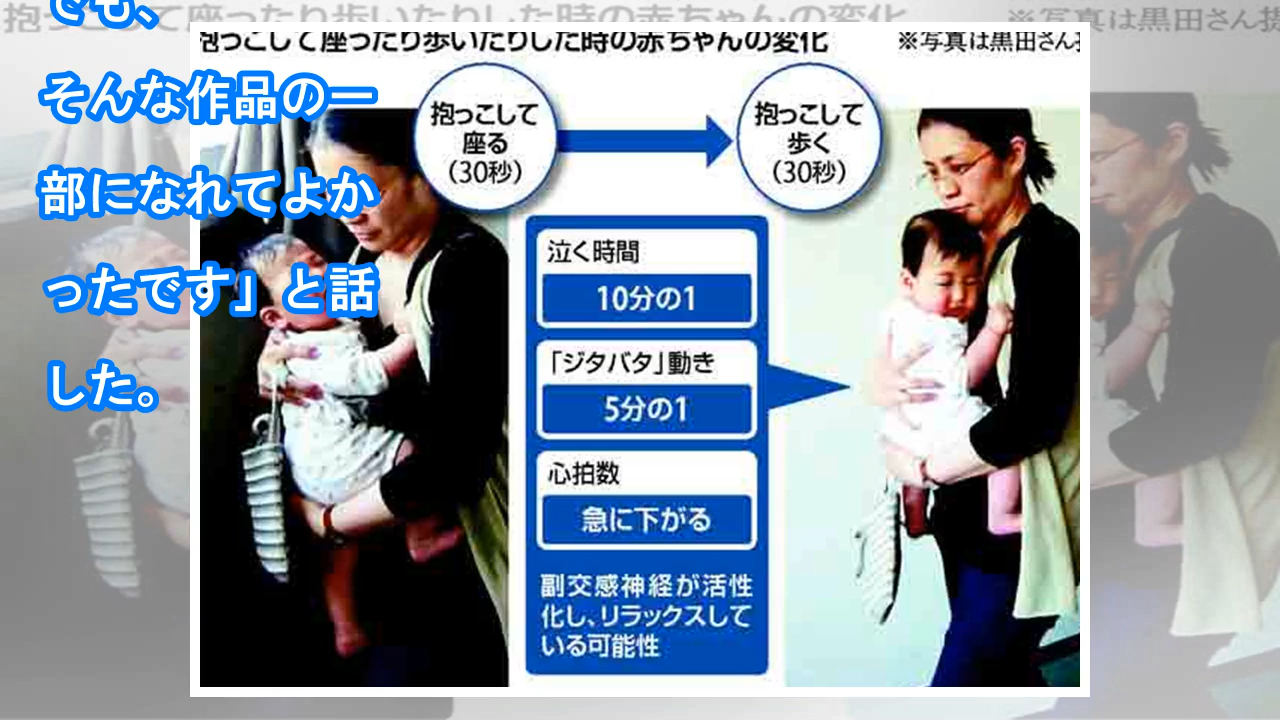 でも、
そんな作品の一
部になれてよか
ったです」と話
した。
抱っこして座ったり歩いたりした時の赤ちゃんの変化
※写真は黒田さん提
抱っこして
座る
(30秒)
抱っこして
歩く
(30秒)
泣く時間
10分の1
「ジタバタ」動き
5分の1
心拍数
急に下がる
副交感神経が活性
化し、リラックスして
いる可能性